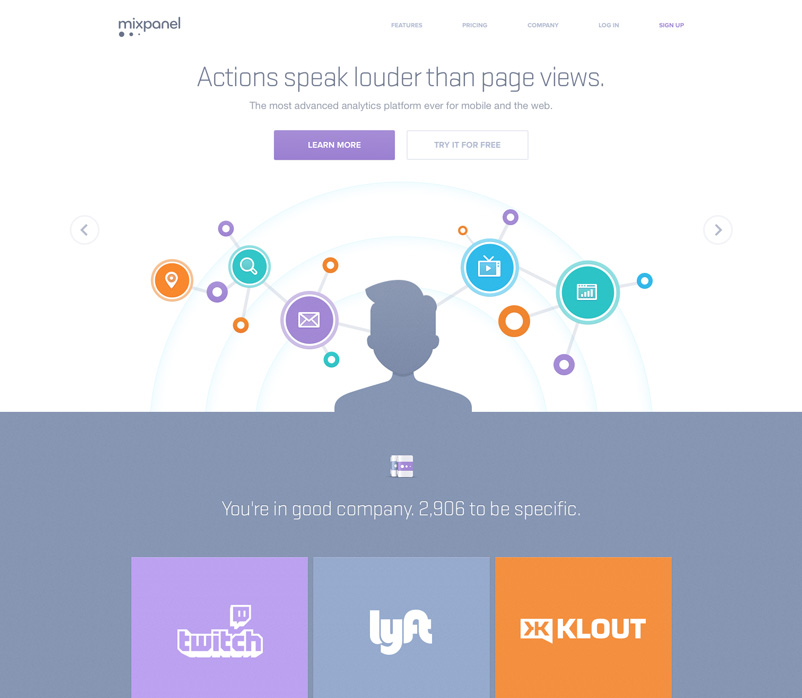 mixpanel
FEATURES
PRICING
COMPANY
LOG IN
SIGN UP
Actions speak louder than page views.
The most advanced analytics platform ever for mobile and the web.
LEARN MORE
TRY IT FOR FREE
You're in good company. 2,906 to be specific.
twitch
lyft
KLOUT